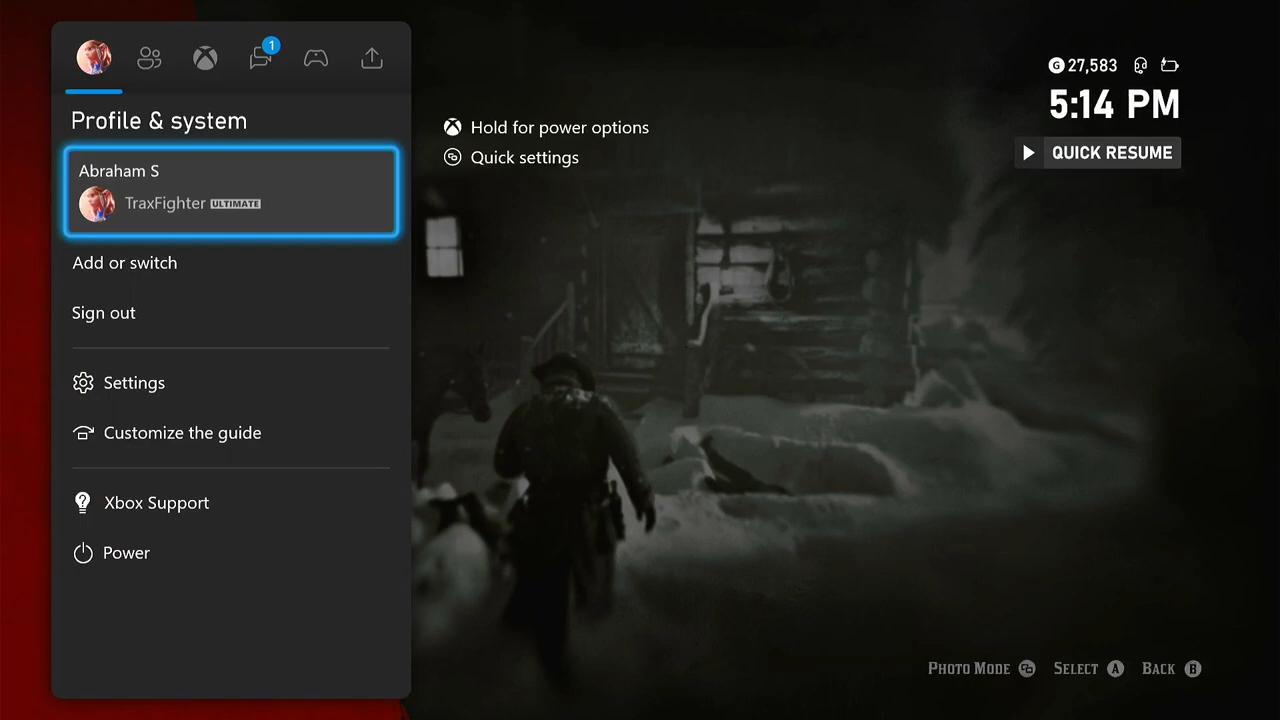 1
Profile & system
Abraham S
TraxFighter ULTIMATE
Add or switch
Sign out
Settings
Customize the guide
Xbox Support
Power
Hold for power options
Quick settings
G 27,583
5:14 PM
QUICK RESUME
PHOTO MODE
SELECT A
BACK B